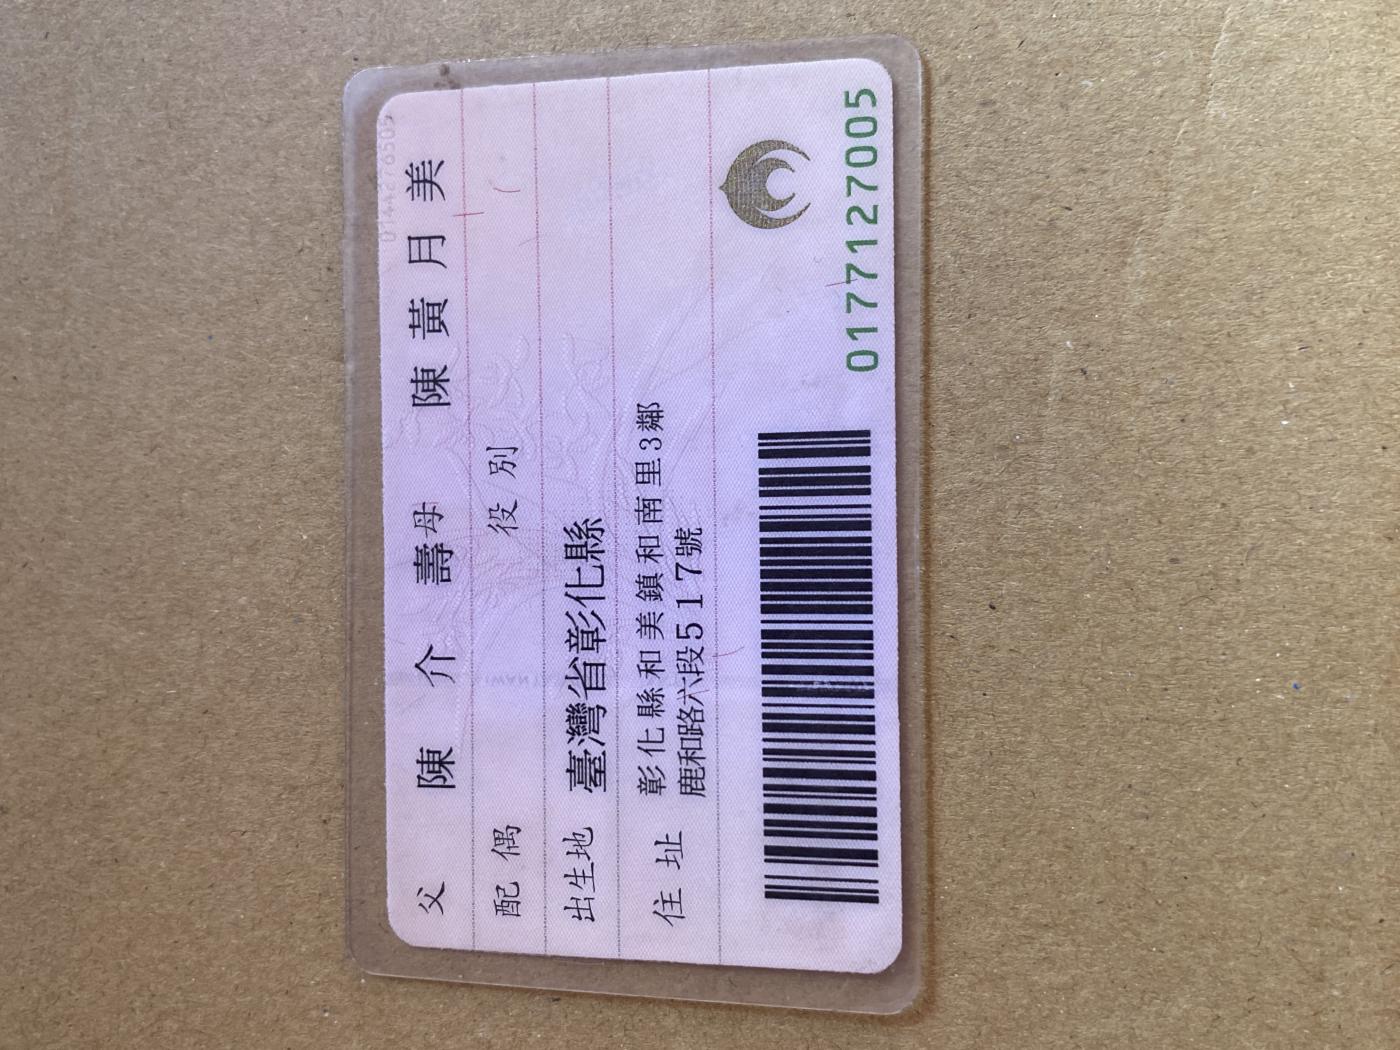 父 陳介壽 母 陳黃月美
配偶 役別
出生地 臺灣省彰化縣
住址 彰化縣和美鎮和南里3鄰
鹿和路六段517號
0177127005